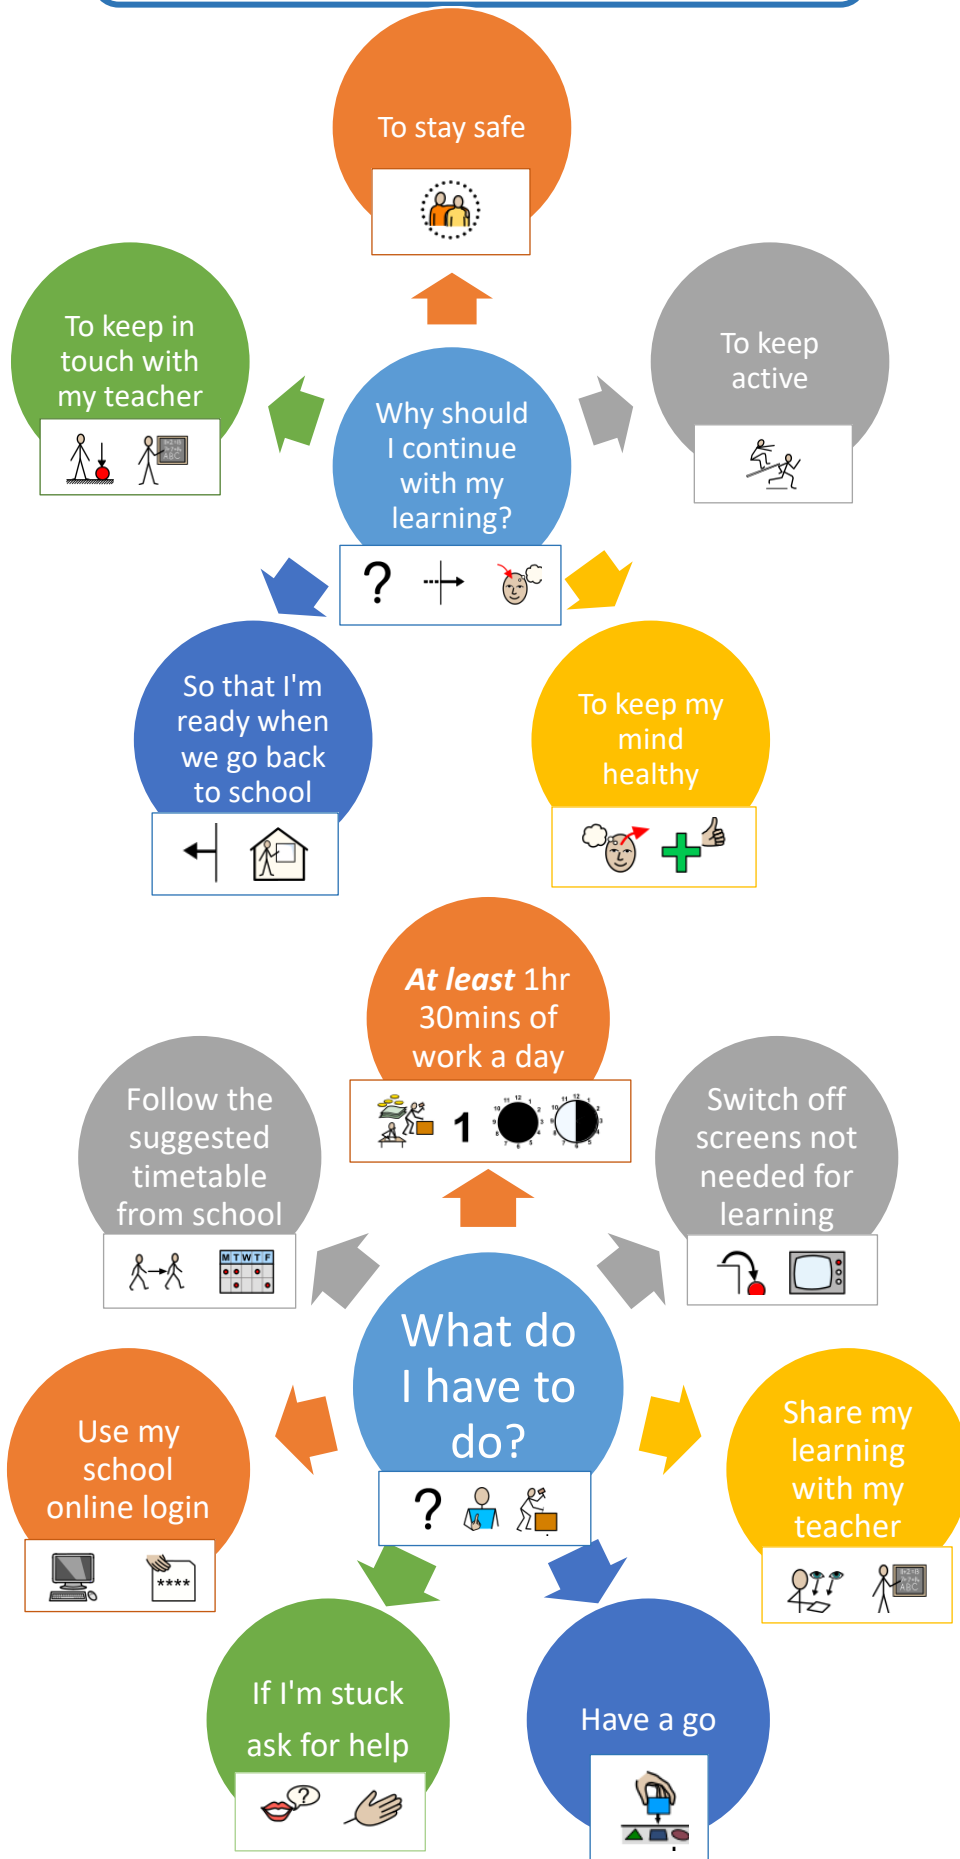 To stay safe
To keep in
touch with
my teacher
To keep
active
Why should
I continue
with my
learning?
?
So that I'm
ready when
we go back
to school
To keep my
mind
healthy
At least 1hr
30mins of
work a day
1
Follow the
suggested
timetable
from school
M T W T F
Switch off
screens not
needed for
learning
What do
I have to
do?
?
Use my
school
online login
****
Share my
learning
with my
teacher
If I'm stuck
ask for help
?
Have a go